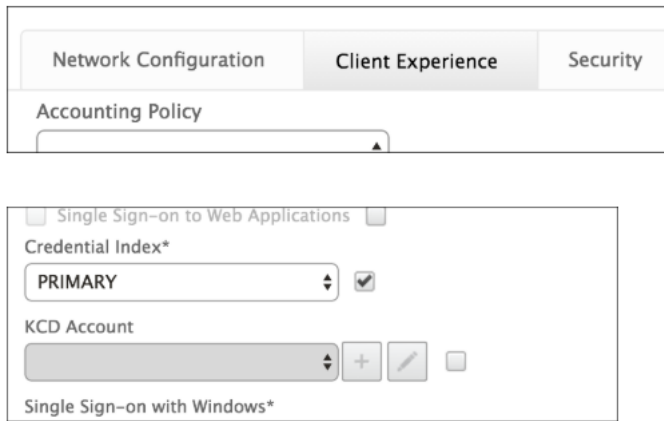 Network Configuration Client Experience Security
Accounting Policy
Single Sign-on to Web Applications
Credential Index*
PRIMARY
KCD Account
Single Sign-on with Windows*